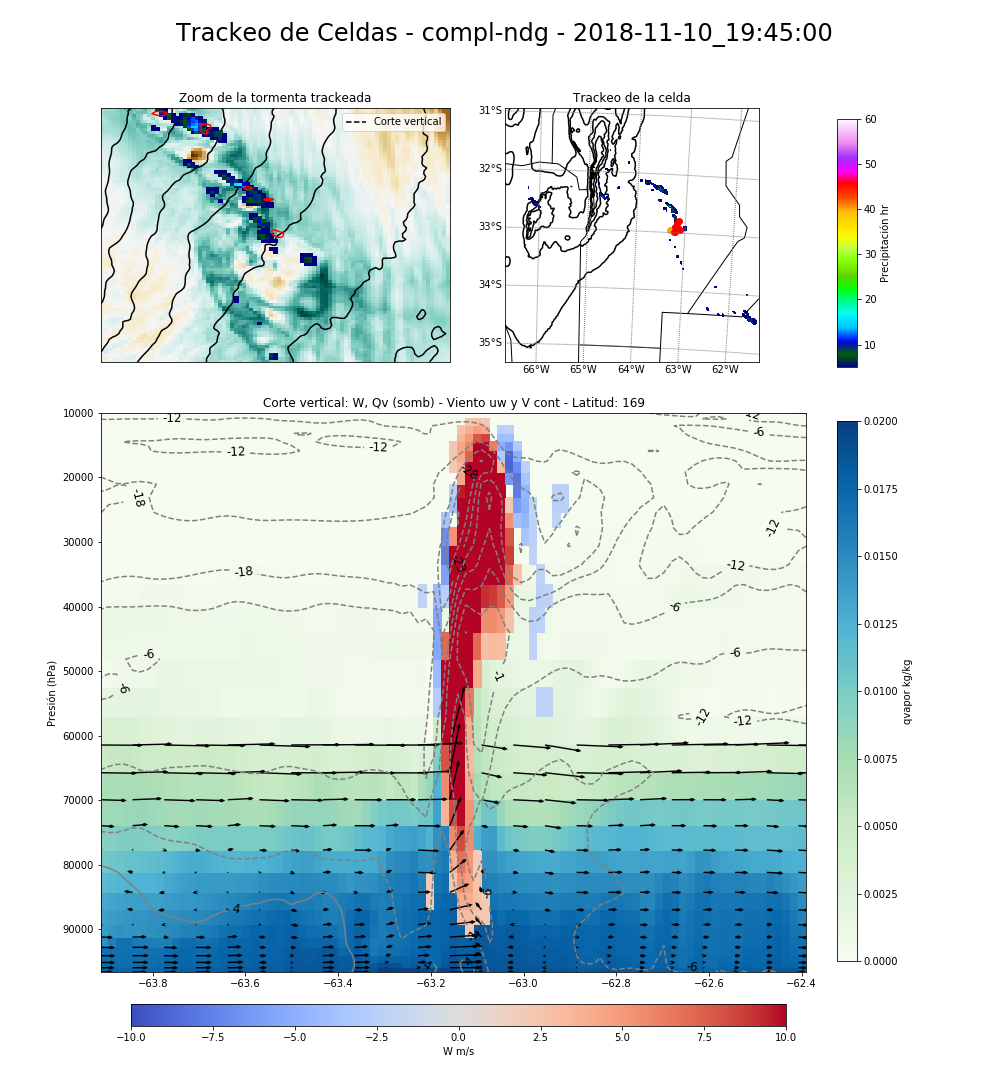 Trackeo de Celdas - compl-ndg - 2018-11-10_19:45:00
Zoom de la tormenta trackeada
Corte vertical
Trackeo de la celda
31°S
32°S
33°S
34°S
35°S
66°W 65°W 64°W 63°W 62°W
60
50
40
30
20
10
Precipitación hr
Corte vertical: W, Qv (somb) - Viento uw y V cont - Latitud: 169
Presión (hPa)
10000
20000
30000
40000
50000
60000
70000
80000
90000
-12
-12
-12
-12
-6
-18
-28
-12
-23
-18
-12
-6
-6
-6
-6
-1
-12
-12
-4
-6
−63.8 −63.6 −63.4 −63.2 −63.0 −62.8 −62.6 −62.4
0.0200
0.0175
0.0150
0.0125
0.0100
0.0075
0.0050
0.0025
0.0000
qvapor kg/kg
−10.0 −7.5 −5.0 −2.5 0.0 2.5 5.0 7.5 10.0
W m/s